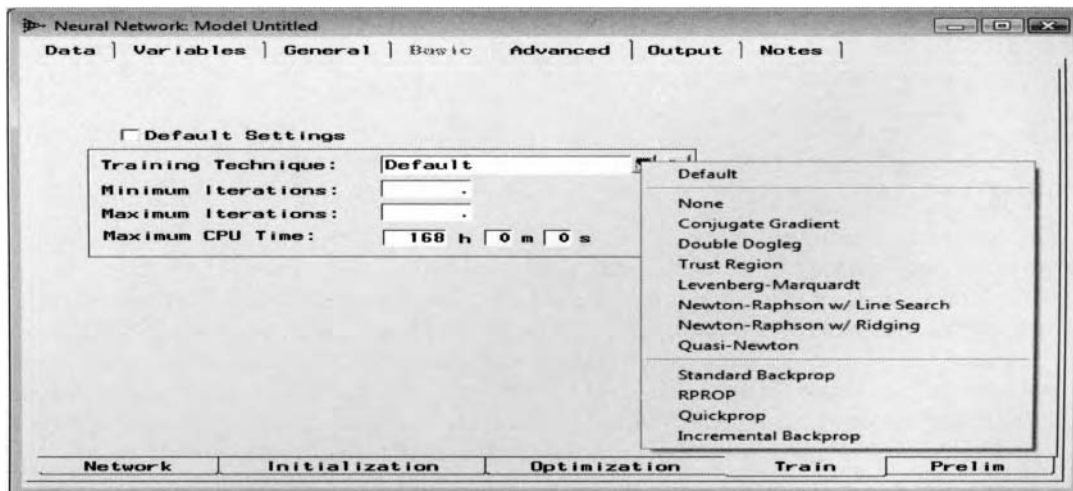 Neural Network: Model Untitled
Data Variables General Basic Advanced Output Notes
Default Settings
Training Technique: Default
Minimum Iterations: .
Maximum Iterations: .
Maximum CPU Time: 168 h 0 m 0 s
Default
None
Conjugate Gradient
Double Dogleg
Trust Region
Levenberg-Marquardt
Newton-Raphson w/ Line Search
Newton-Raphson w/ Ridging
Quasi-Newton
Standard Backprop
RPROP
Quickprop
Incremental Backprop
Network Initialization Optimization Train Prelim